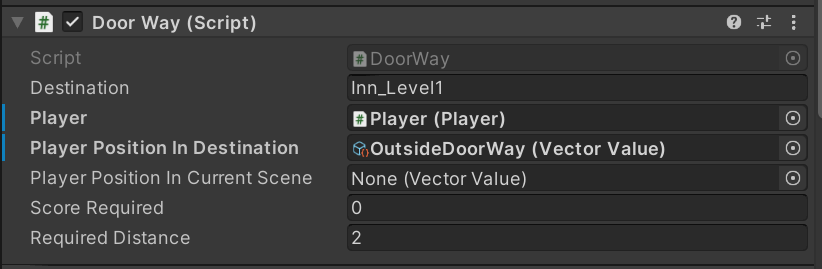 Door Way (Script)
Script DoorWay
Destination Inn_Level1
Player Player (Player)
Player Position In Destination OutsideDoorWay (Vector Value)
Player Position In Current Scene None (Vector Value)
Score Required 0
Required Distance 2